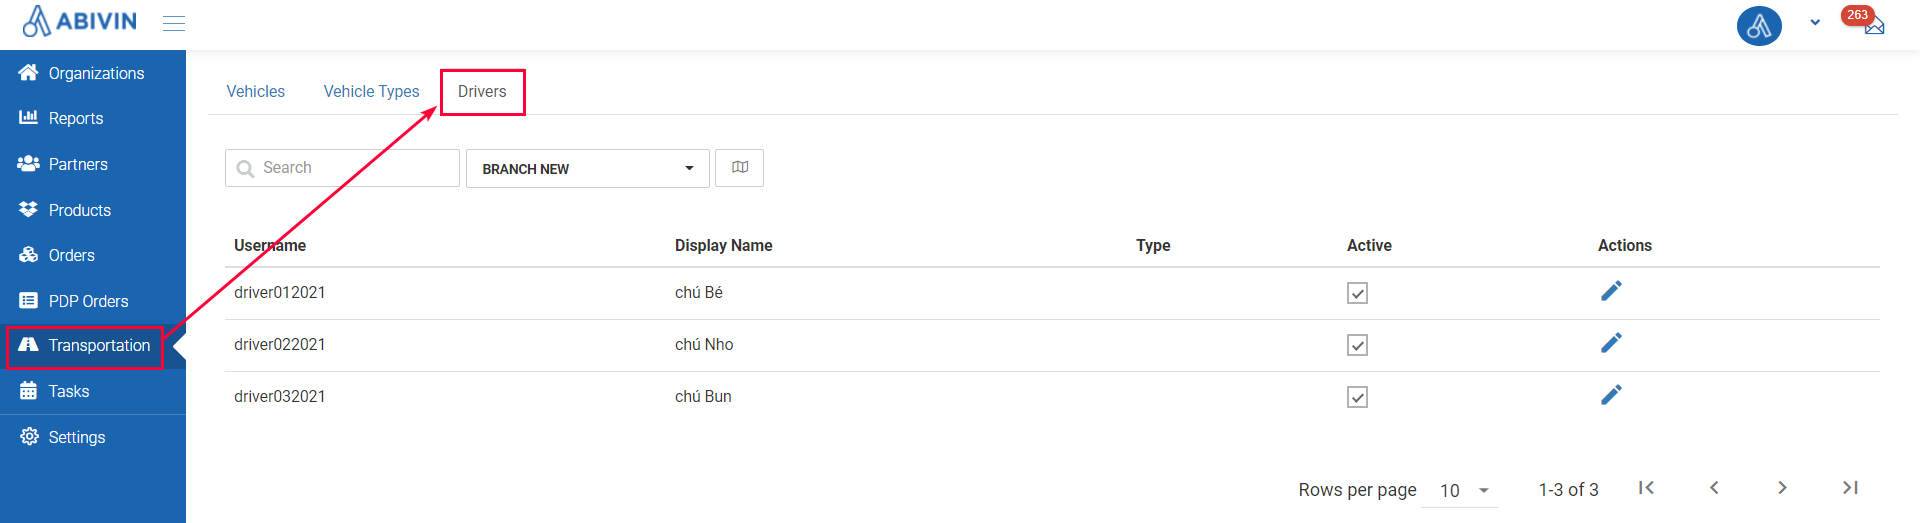 ABIVIN
263
Organizations
Reports
Partners
Products
Orders
PDP Orders
Transportation
Tasks
Settings
Vehicles Vehicle Types Drivers
Search BRANCH NEW
Username Display Name Type Active Actions
driver012021 chú Bé
driver022021 chú Nho
driver032021 chú Bun
Rows per page 10 1-3 of 3